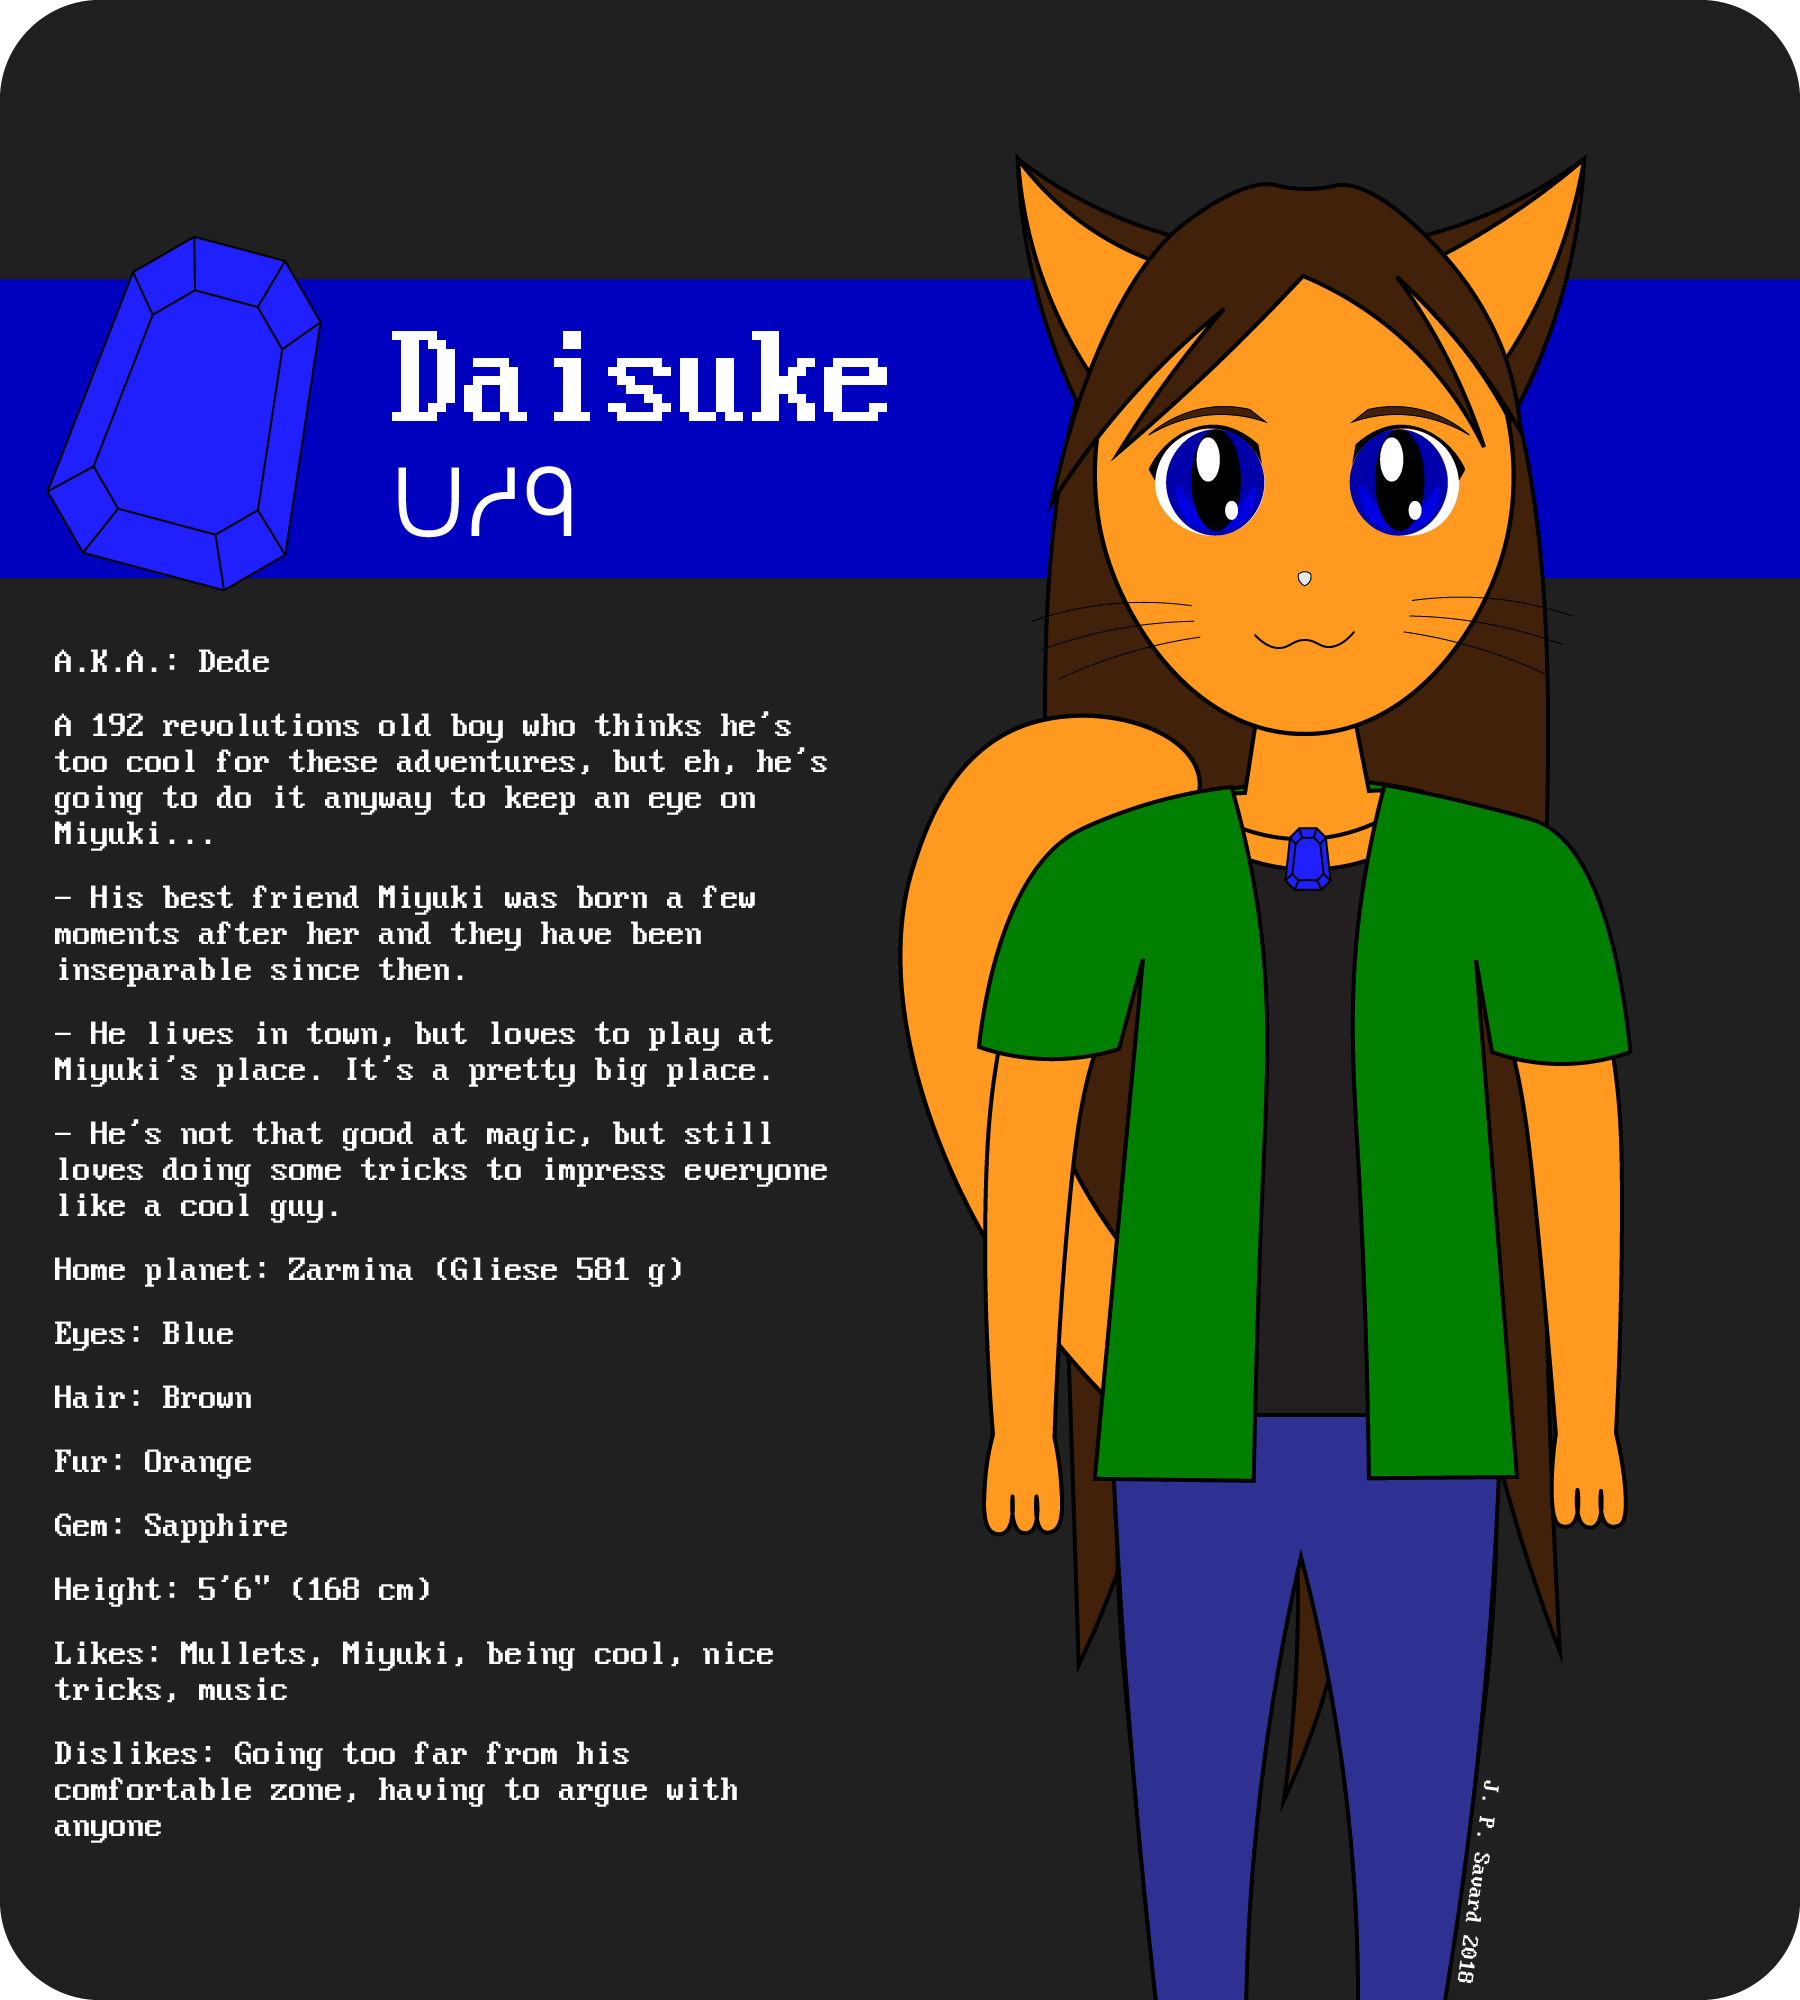 Daisuke
A.K.A.: Dede
A 192 revolutions old boy who thinks he's
too cool for these adventures, but eh, he's
going to do it anyway to keep an eye on
Miyuki...
- His best friend Miyuki was born a few
moments after her and they have been
inseparable since then.
- He lives in town, but loves to play at
Miyuki's place. It's a pretty big place.
- He's not that good at magic, but still
loves doing some tricks to impress everyone
like a cool guy.
Home planet: Zarmina (Gliese 581 g)
Eyes: Blue
Hair: Brown
Fur: Orange
Gem: Sapphire
Height: 5'6" (168 cm)
Likes: Mullets, Miyuki, being cool, nice
tricks, music
Dislikes: Going too far from his
comfortable zone, having to argue with
anyone
J. P. Savard 2018